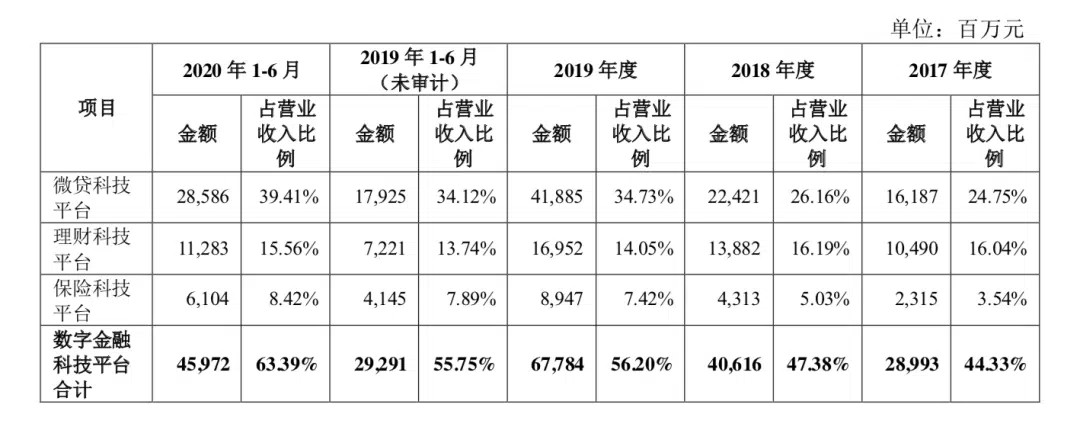 单位：百万元
项目 2020 年 1-6 月 2019 年 1-6 月（未审计） 2019 年度 2018 年度 2017 年度
金额 占营业收入比例 金额 占营业收入比例 金额 占营业收入比例 金额 占营业收入比例 金额 占营业收入比例
微贷科技平台 28,586 39.41% 17,925 34.12% 41,885 34.73% 22,421 26.16% 16,187 24.75%
理财科技平台 11,283 15.56% 7,221 13.74% 16,952 14.05% 13,882 16.19% 10,490 16.04%
保险科技平台 6,104 8.42% 4,145 7.89% 8,947 7.42% 4,313 5.03% 2,315 3.54%
数字金融科技平台合计 45,972 63.39% 29,291 55.75% 67,784 56.20% 40,616 47.38% 28,993 44.33%